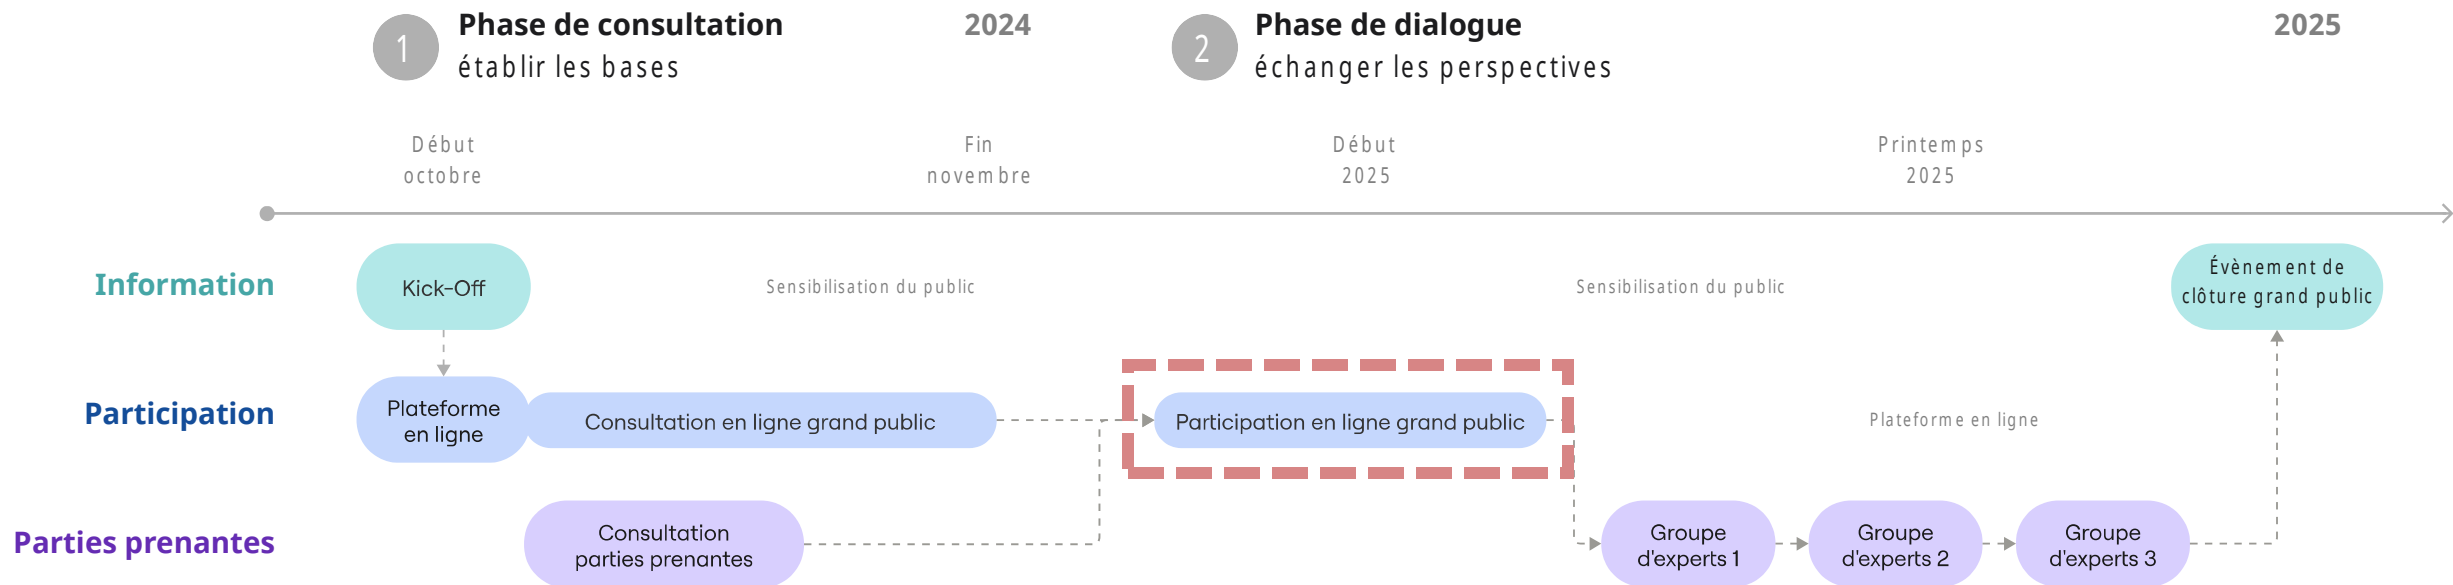 1
Phase de consultation
établir les bases
2024
2
Phase de dialogue
échanger les perspectives
2025
Début
octobre
Fin
novembre
Début
2025
Printemps
2025
Information
Kick-Off
Sensibilisation du public
Sensibilisation du public
Évènement de
clôture grand public
Participation
Plateforme
en ligne
Consultation en ligne grand public
Participation en ligne grand public
Plateforme en ligne
Parties prenantes
Consultation
parties prenantes
Groupe
d'experts 1
Groupe
d'experts 2
Groupe
d'experts 3